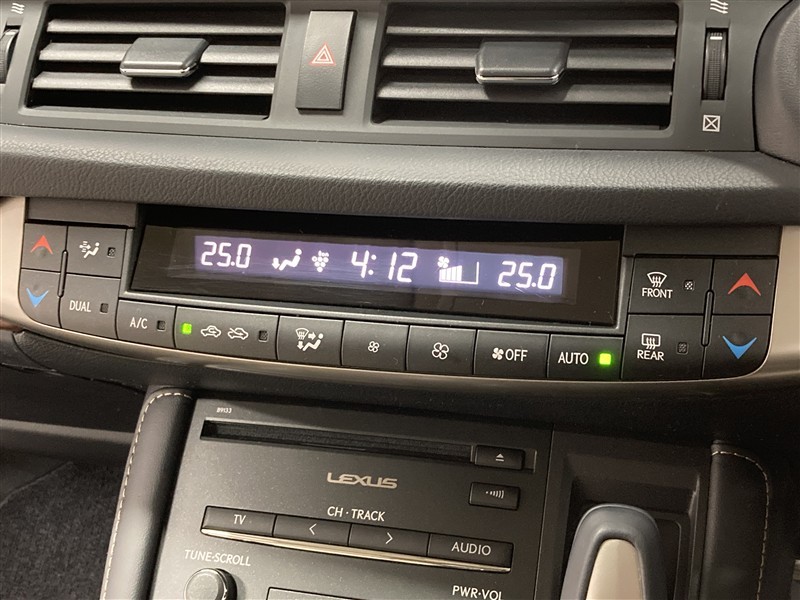 25.0 4:12 25.0
DUAL
A/C
OFF
AUTO
FRONT
REAR
B9133
LEXUS
CH · TRACK
TV
AUDIO
TUNE·SCROLL
PWR·VOL